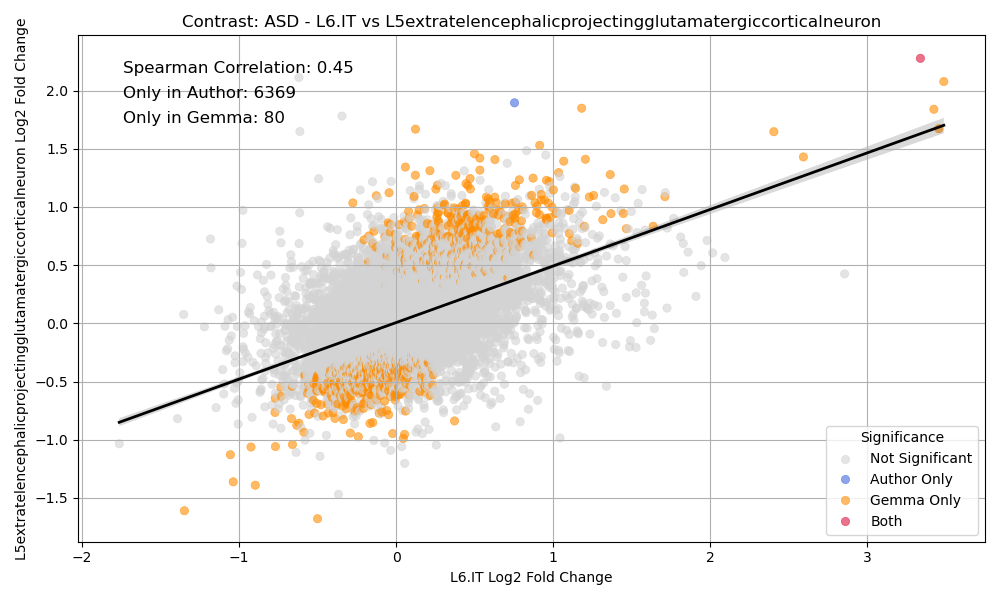 Contrast: ASD - L6.IT vs L5extratelencephalicprojectingglutamatergiccorticalneuron
L5extratelencephalicprojectingglutamatergiccorticalneuron Log2 Fold Change
Spearman Correlation: 0.45
Only in Author: 6369
Only in Gemma: 80
2.0
1.5
1.0
0.5
0.0
−0.5
−1.0
−1.5
Significance
Not Significant
Author Only
Gemma Only
Both
−2 −1 0 1 2 3
L6.IT Log2 Fold Change